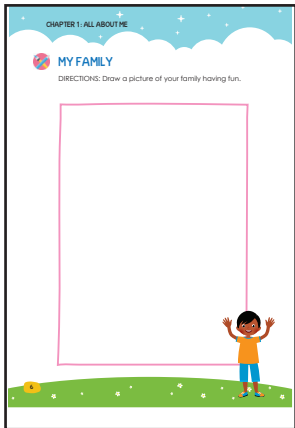 CHAPTER 1: ALL ABOUT ME
MY FAMILY
DIRECTIONS: Draw a picture of your family having fun.
6